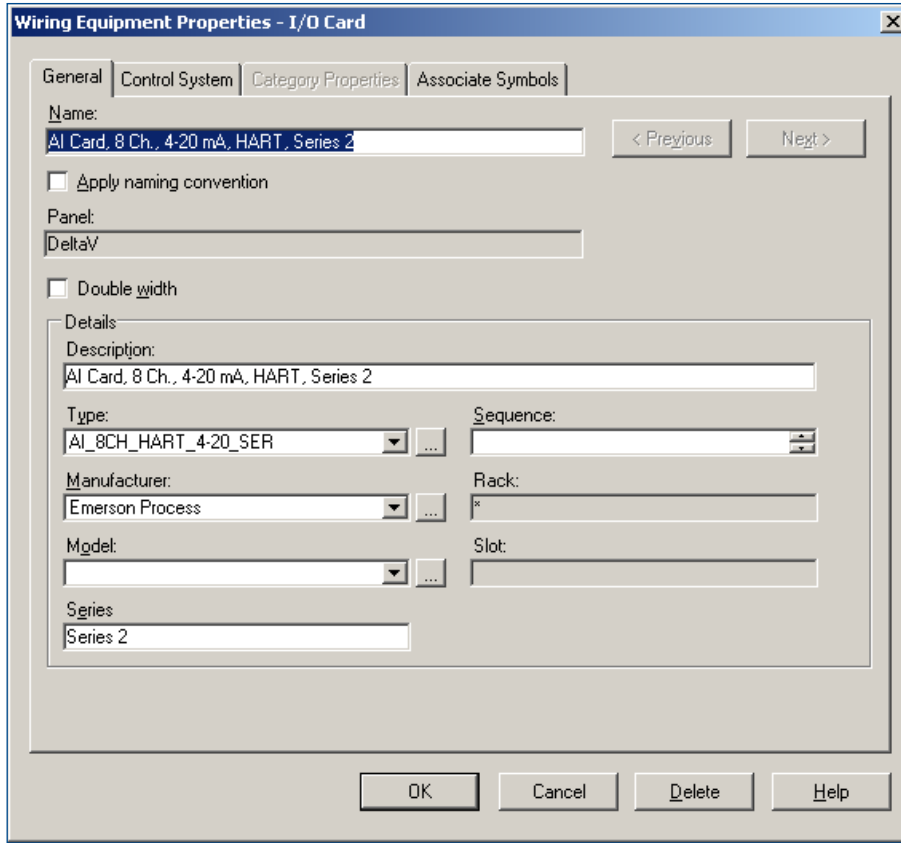 Wiring Equipment Properties - I/O Card
General Control System Category Properties Associate Symbols
Name:
AI Card, 8 Ch., 4-20 mA, HART, Series 2
< Previous Next >
Apply naming convention
Panel:
DeltaV
Double width
Details
Description:
AI Card, 8 Ch., 4-20 mA, HART, Series 2
Type: Sequence:
AI_8CH_HART_4-20_SER ...
Manufacturer: Rack:
Emerson Process ... *
Model: Slot:
...
Series
Series 2
OK Cancel Delete Help